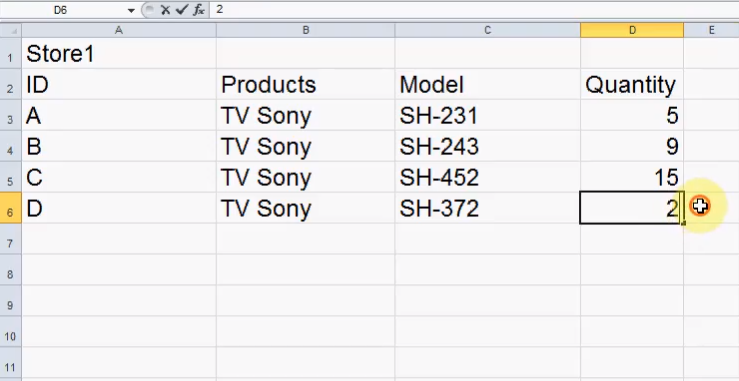 D6 fx 2
A B C D E
1 Store1
2 ID Products Model Quantity
3 A TV Sony SH-231 5
4 B TV Sony SH-243 9
5 C TV Sony SH-452 15
6 D TV Sony SH-372 2
7
8
9
10
11